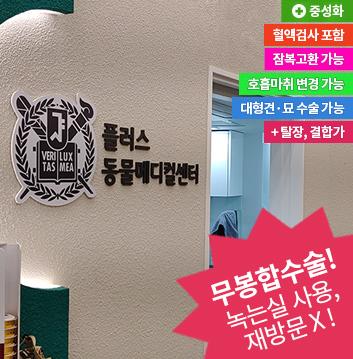 중성화
혈액검사 포함
잠복고환 가능
호흡마취 변경 가능
대형견·묘 수술 가능
+ 탈장, 결합가
VERI LUX
TAS MEA
플러스
동물메디컬센터
무봉합수술!
녹는실 사용,
재방문 X !